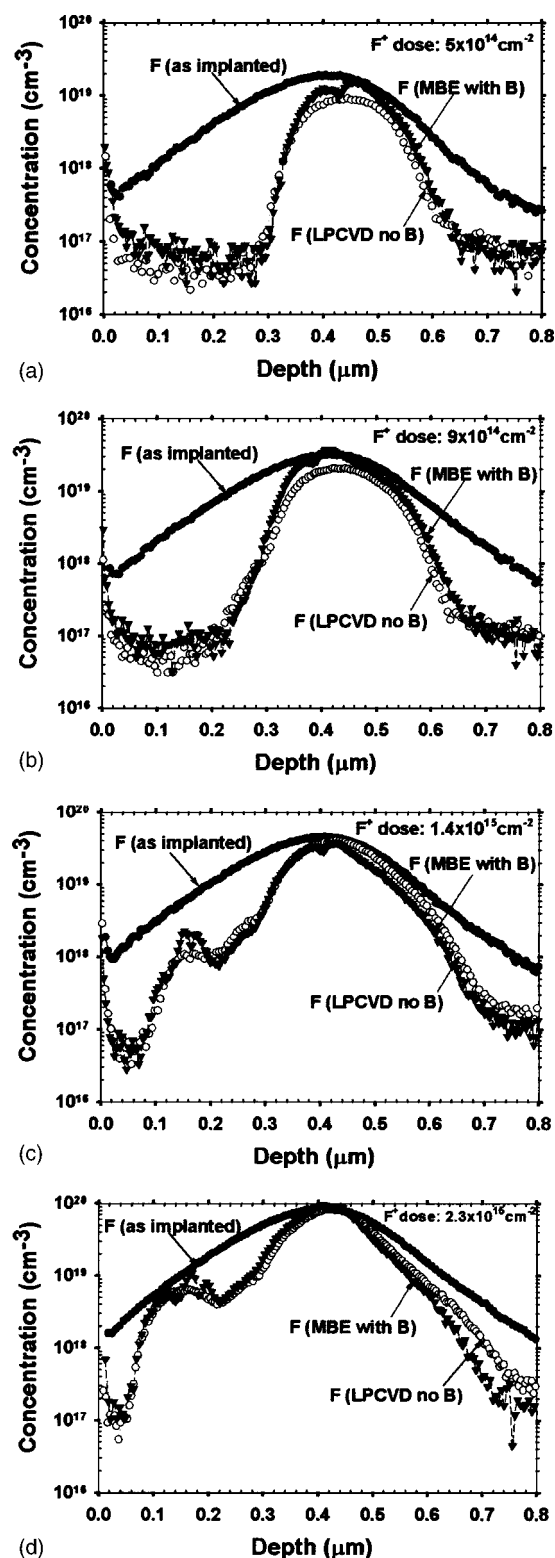 F⁺ dose: 5x10¹⁴cm⁻²
F (as implanted)
F (MBE with B)
F (LPCVD no B)
Concentration (cm⁻³)
10²⁰
10¹⁹
10¹⁸
10¹⁷
10¹⁶
0.0 0.1 0.2 0.3 0.4 0.5 0.6 0.7 0.8
Depth (μm)
(a)
F⁺ dose: 9x10¹⁴cm⁻²
F (as implanted)
F (MBE with B)
F (LPCVD no B)
Concentration (cm⁻³)
10²⁰
10¹⁹
10¹⁸
10¹⁷
10¹⁶
0.0 0.1 0.2 0.3 0.4 0.5 0.6 0.7 0.8
Depth (μm)
(b)
F⁺ dose: 1.4x10¹⁵cm⁻²
F (as implanted)
F (MBE with B)
F (LPCVD no B)
Concentration (cm⁻³)
10²⁰
10¹⁹
10¹⁸
10¹⁷
10¹⁶
0.0 0.1 0.2 0.3 0.4 0.5 0.6 0.7 0.8
Depth (μm)
(c)
F⁺ dose: 2.3x10¹⁵cm⁻²
F (as implanted)
F (MBE with B)
F (LPCVD no B)
Concentration (cm⁻³)
10²⁰
10¹⁹
10¹⁸
10¹⁷
10¹⁶
0.0 0.1 0.2 0.3 0.4 0.5 0.6 0.7 0.8
Depth (μm)
(d)